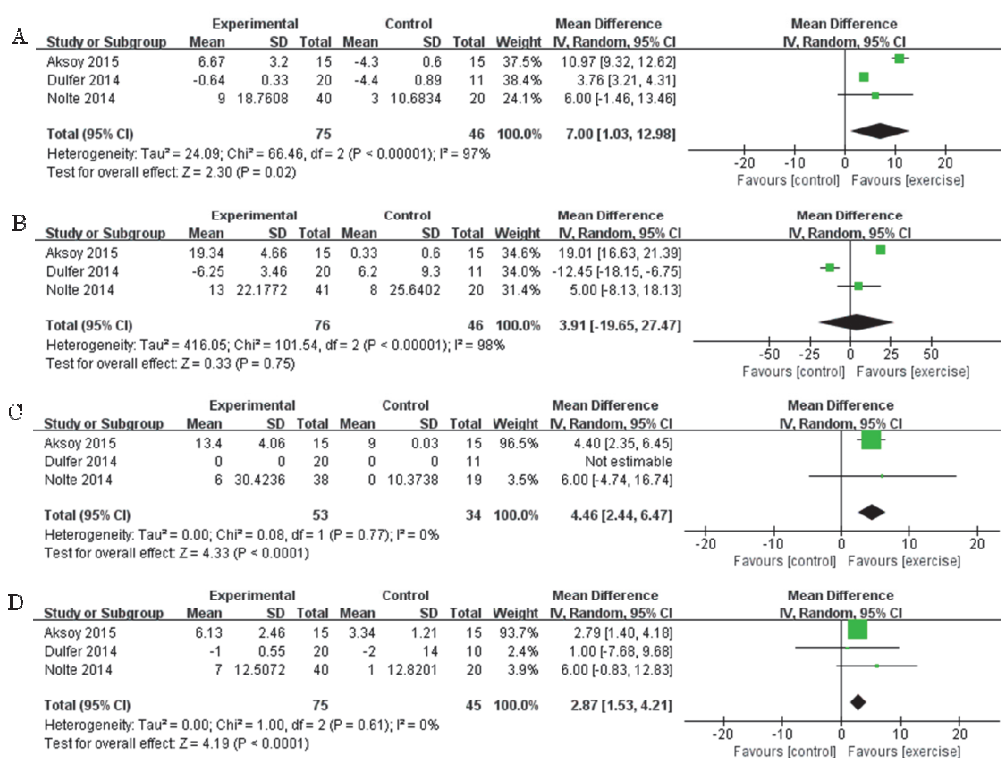 A
Experimental Control Mean Difference Mean Difference
Study or Subgroup Mean SD Total Mean SD Total Weight IV, Random, 95% CI IV, Random, 95% CI
Aksoy 2015 6.67 3.2 15 -4.3 0.6 15 37.5% 10.97 [9.32, 12.62]
Dulfer 2014 -0.64 0.33 20 -4.4 0.89 11 38.4% 3.76 [3.21, 4.31]
Nolte 2014 9 18.7608 40 3 10.6834 20 24.1% 6.00 [-1.46, 13.46]
Total (95% CI) 75 46 100.0% 7.00 [1.03, 12.98]
Heterogeneity: Tau² = 24.09; Chi² = 66.46, df = 2 (P < 0.00001); I² = 97%
Test for overall effect: Z = 2.30 (P = 0.02)
-20 -10 0 10 20
Favours [control] Favours [exercise]
B
Experimental Control Mean Difference Mean Difference
Study or Subgroup Mean SD Total Mean SD Total Weight IV, Random, 95% CI IV, Random, 95% CI
Aksoy 2015 19.34 4.66 15 0.33 0.6 15 34.6% 19.01 [16.63, 21.39]
Dulfer 2014 -6.25 3.46 20 6.2 9.3 11 34.0% -12.45 [-18.15, -6.75]
Nolte 2014 13 22.1772 41 8 25.6402 20 31.4% 5.00 [-8.13, 18.13]
Total (95% CI) 76 46 100.0% 3.91 [-19.65, 27.47]
Heterogeneity: Tau² = 416.05; Chi² = 101.54, df = 2 (P < 0.00001); I² = 98%
Test for overall effect: Z = 0.33 (P = 0.75)
-50 -25 0 25 50
Favours [control] Favours [exercise]
C
Experimental Control Mean Difference Mean Difference
Study or Subgroup Mean SD Total Mean SD Total Weight IV, Random, 95% CI IV, Random, 95% CI
Aksoy 2015 13.4 4.06 15 9 0.03 15 96.5% 4.40 [2.35, 6.45]
Dulfer 2014 0 0 20 0 0 11 Not estimable
Nolte 2014 6 30.4236 38 0 10.3738 19 3.5% 6.00 [-4.74, 16.74]
Total (95% CI) 53 34 100.0% 4.46 [2.44, 6.47]
Heterogeneity: Tau² = 0.00; Chi² = 0.08, df = 1 (P = 0.77); I² = 0%
Test for overall effect: Z = 4.33 (P < 0.0001)
-20 -10 0 10 20
Favours [control] Favours [exercise]
D
Experimental Control Mean Difference Mean Difference
Study or Subgroup Mean SD Total Mean SD Total Weight IV, Random, 95% CI IV, Random, 95% CI
Aksoy 2015 6.13 2.46 15 3.34 1.21 15 93.7% 2.79 [1.40, 4.18]
Dulfer 2014 -1 0.55 20 -2 14 10 2.4% 1.00 [-7.68, 9.68]
Nolte 2014 7 12.5072 40 1 12.8201 20 3.9% 6.00 [-0.83, 12.83]
Total (95% CI) 75 45 100.0% 2.87 [1.53, 4.21]
Heterogeneity: Tau² = 0.00; Chi² = 1.00, df = 2 (P = 0.61); I² = 0%
Test for overall effect: Z = 4.19 (P < 0.0001)
-20 -10 0 10 20
Favours [control] Favours [exercise]